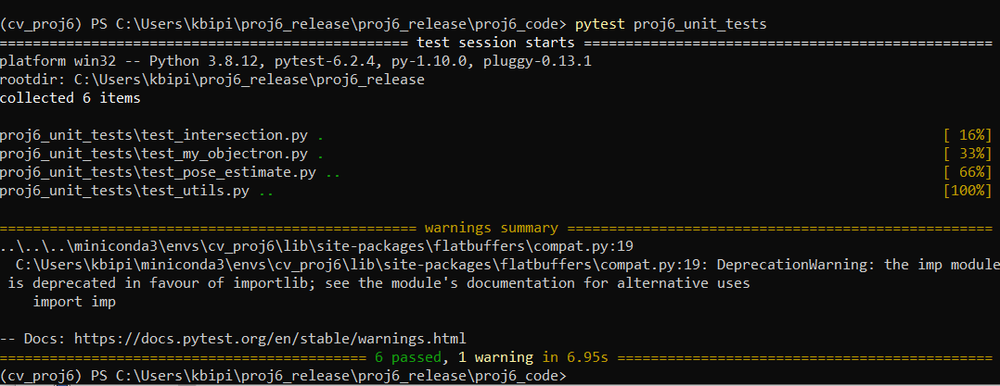 (cv_proj6) PS C:\Users\kbipi\proj6_release\proj6_release\proj6_code> pytest proj6_unit_tests
================================================ test session starts =================================================
platform win32 -- Python 3.8.12, pytest-6.2.4, py-1.10.0, pluggy-0.13.1
rootdir: C:\Users\kbipi\proj6_release\proj6_release
collected 6 items

proj6_unit_tests\test_intersection.py . [ 16%]
proj6_unit_tests\test_my_objectron.py . [ 33%]
proj6_unit_tests\test_pose_estimate.py .. [ 66%]
proj6_unit_tests\test_utils.py .. [100%]

================================================== warnings summary ==================================================
..\..\..\miniconda3\envs\cv_proj6\lib\site-packages\flatbuffers\compat.py:19
  C:\Users\kbipi\miniconda3\envs\cv_proj6\lib\site-packages\flatbuffers\compat.py:19: DeprecationWarning: the imp module
 is deprecated in favour of importlib; see the module's documentation for alternative uses
    import imp

-- Docs: https://docs.pytest.org/en/stable/warnings.html
============================================ 6 passed, 1 warning in 6.95s ============================================
(cv_proj6) PS C:\Users\kbipi\proj6_release\proj6_release\proj6_code>